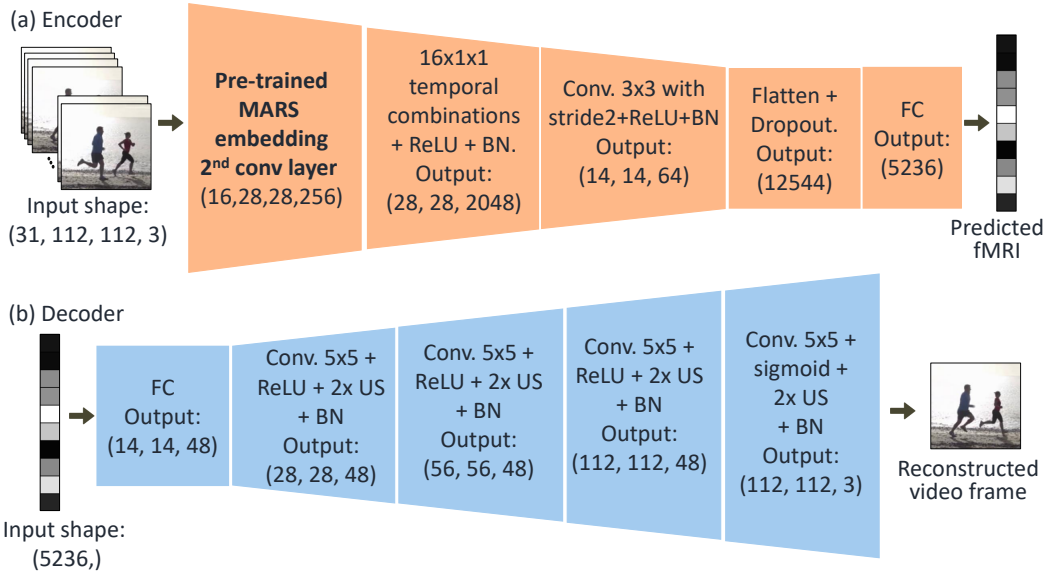 (a) Encoder
Input shape:
(31, 112, 112, 3)
Pre-trained
MARS
embedding
2nd conv layer
(16,28,28,256)
16x1x1
temporal
combinations
+ ReLU + BN.
Output:
(28, 28, 2048)
Conv. 3x3 with
stride2+ReLU+BN
Output:
(14, 14, 64)
Flatten +
Dropout.
Output:
(12544)
FC
Output:
(5236)
Predicted
fMRI
(b) Decoder
Input shape:
(5236,)
FC
Output:
(14, 14, 48)
Conv. 5x5 +
ReLU + 2x US
+ BN
Output:
(28, 28, 48)
Conv. 5x5 +
ReLU + 2x US
+ BN
Output:
(56, 56, 48)
Conv. 5x5 +
ReLU + 2x US
+ BN
Output:
(112, 112, 48)
Conv. 5x5 +
sigmoid +
2x US
+ BN
Output:
(112, 112, 3)
Reconstructed
video frame